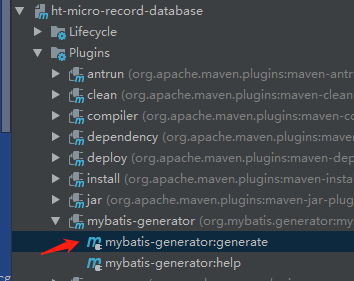 ht-micro-record-database
Lifecycle
Plugins
antrun (org.apache.maven.plugins:maven-antr
clean (org.apache.maven.plugins:maven-clean
compiler (org.apache.maven.plugins:maven-co
dependency (org.apache.maven.plugins:mave
deploy (org.apache.maven.plugins:maven-dep
install (org.apache.maven.plugins:maven-insta
jar (org.apache.maven.plugins:maven-jar-plug
mybatis-generator (org.mybatis.generator:my
mybatis-generator:generate
mybatis-generator:help